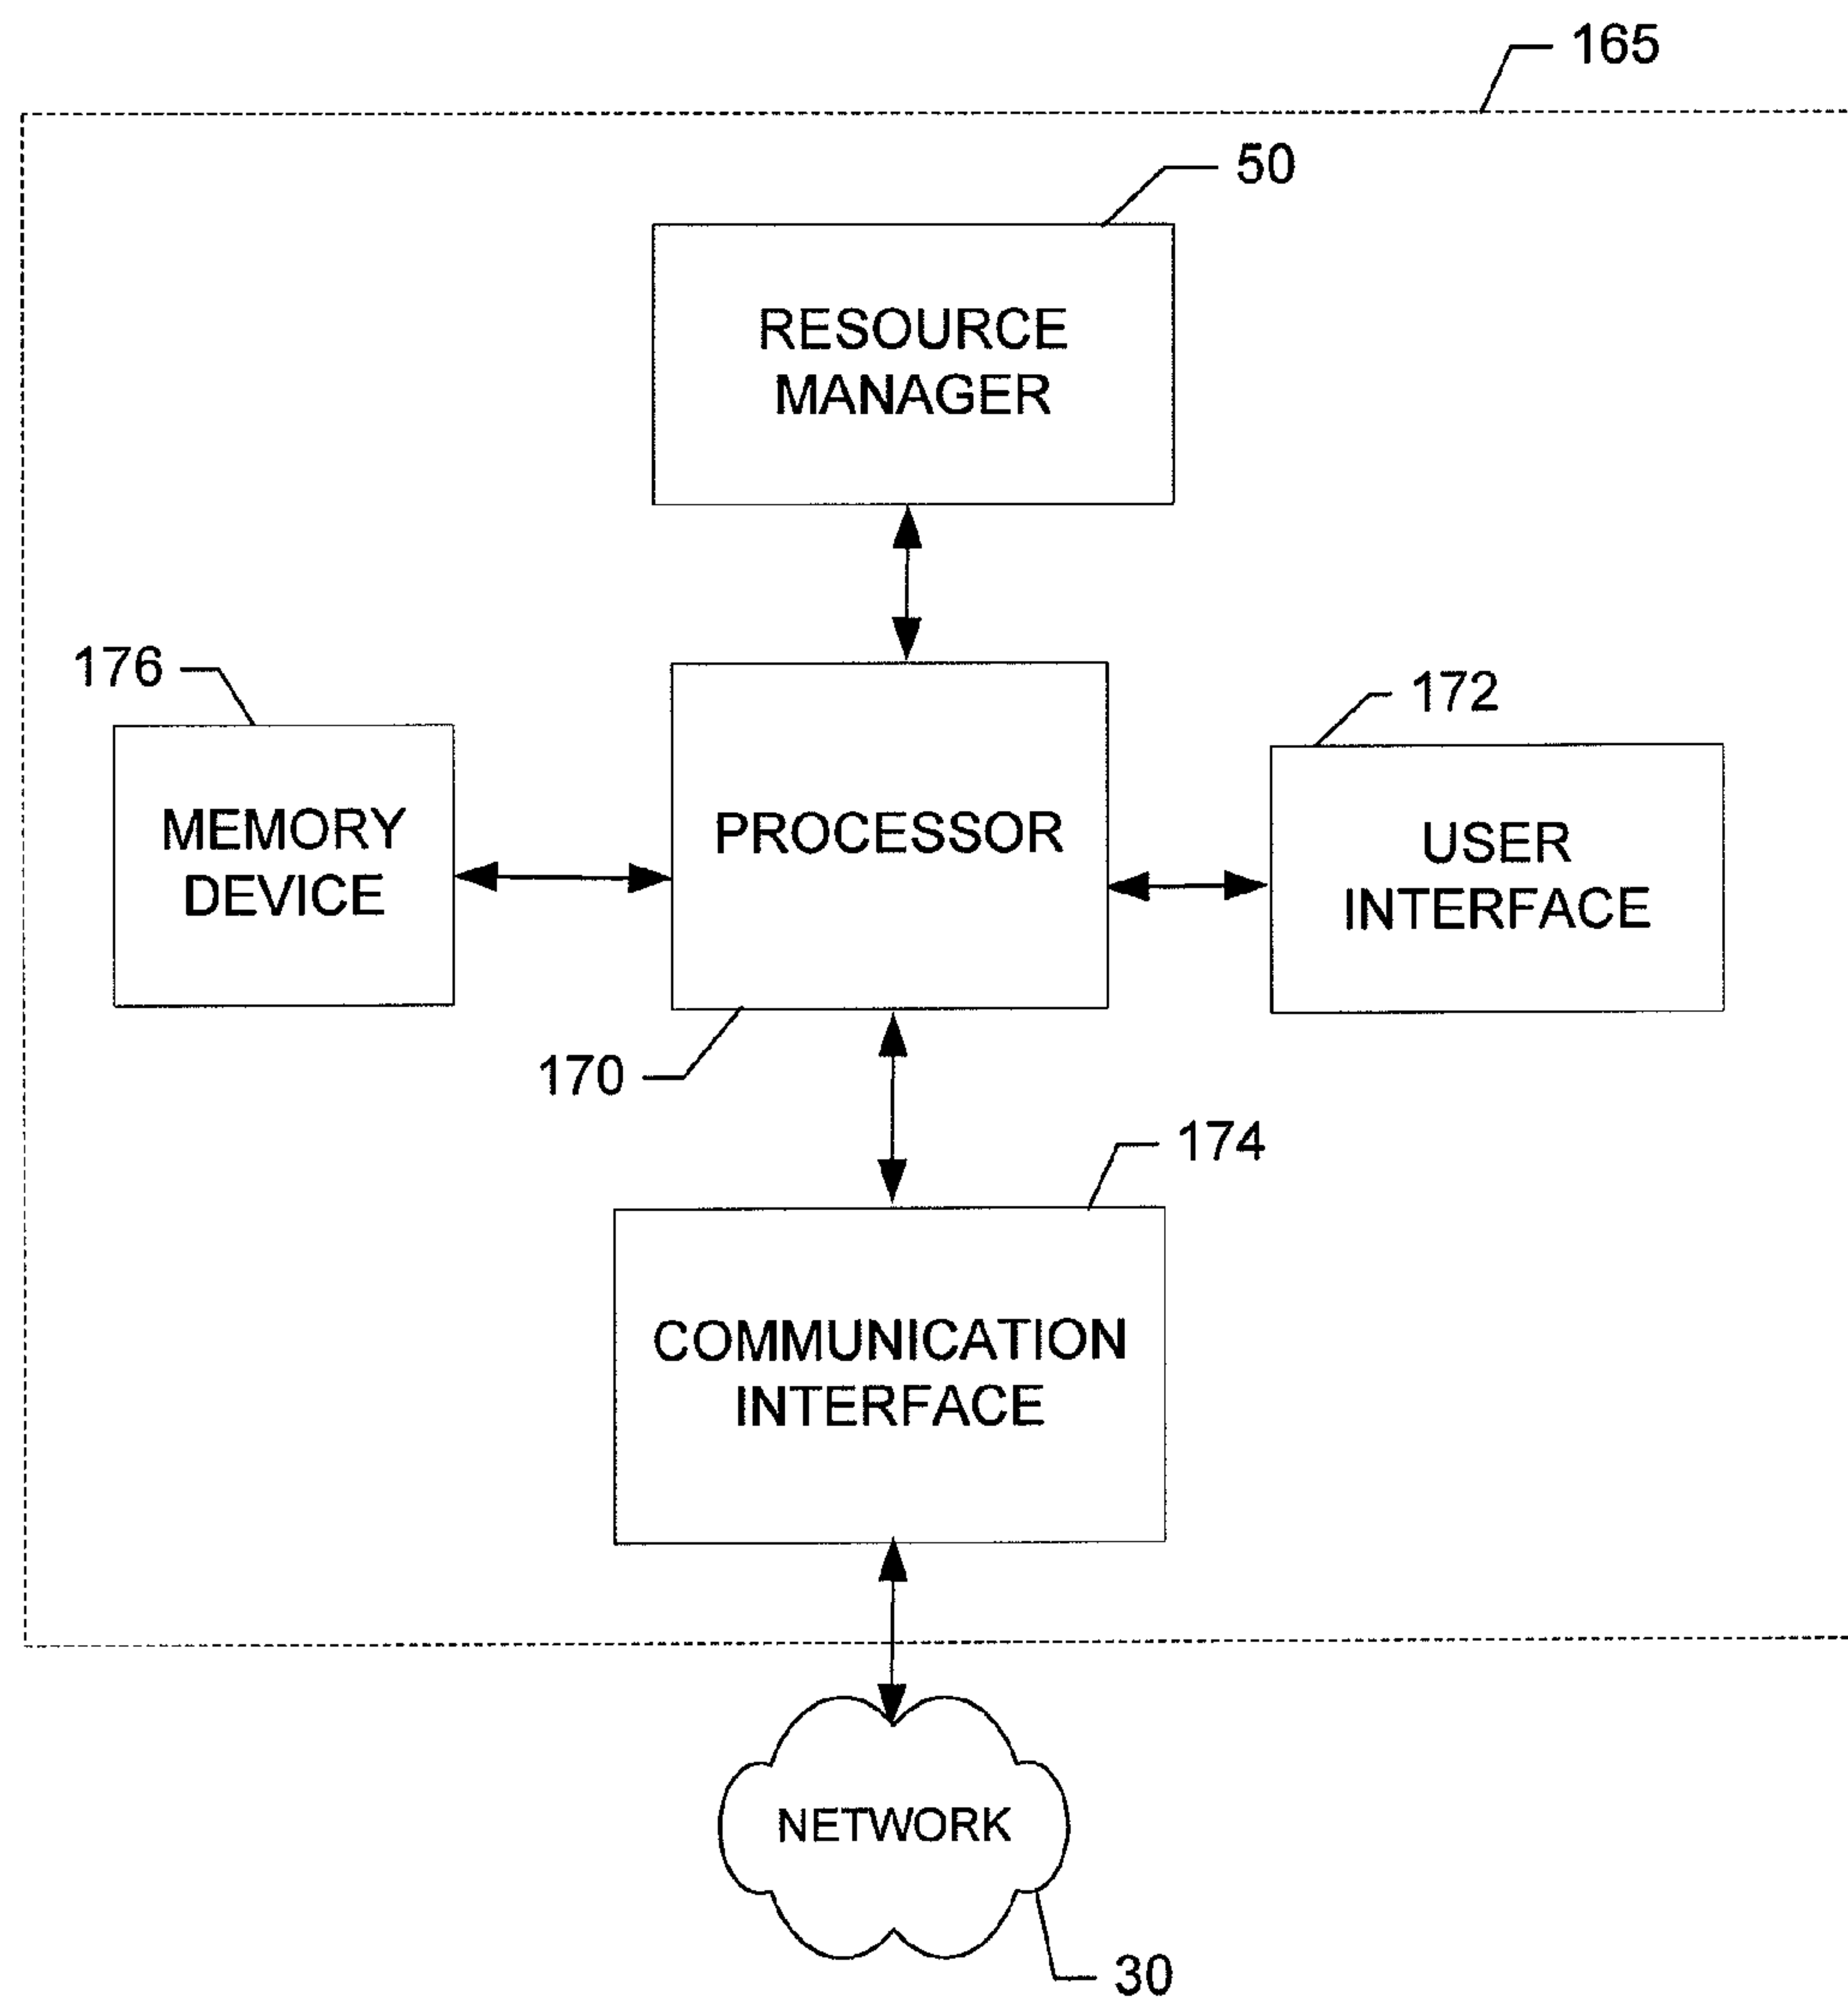 165
50
RESOURCE
MANAGER
176
172
MEMORY
DEVICE
PROCESSOR
USER
INTERFACE
170
174
COMMUNICATION
INTERFACE
NETWORK
30